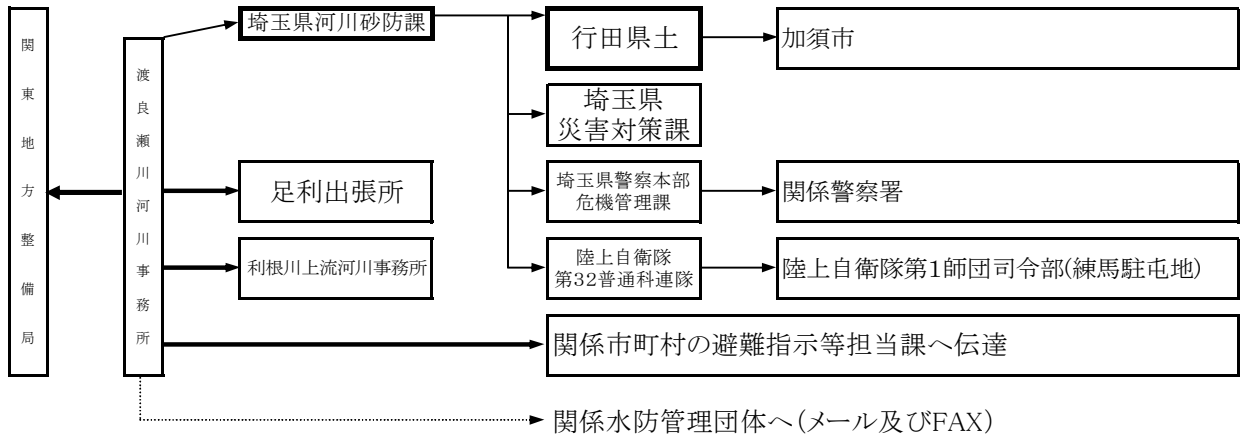 関東地方整備局
渡良瀬川河川事務所
埼玉県河川砂防課
行田県土
加須市
埼玉県
災害対策課
足利出張所
埼玉県警察本部
危機管理課
関係警察署
利根川上流河川事務所
陸上自衛隊
第32普通科連隊
陸上自衛隊第1師団司令部(練馬駐屯地)
関係市町村の避難指示等担当課へ伝達
関係水防管理団体へ(メール及びFAX)